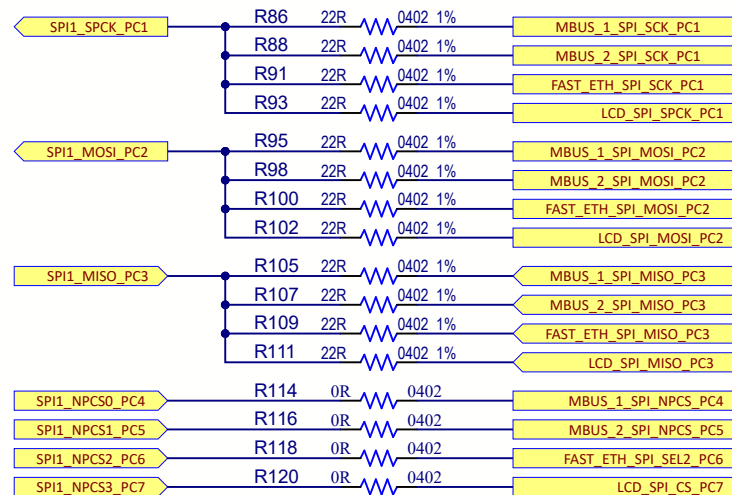 SPI1_SPCK_PC1 R86 22R 0402 1% MBUS_1_SPI_SCK_PC1
R88 22R 0402 1% MBUS_2_SPI_SCK_PC1
R91 22R 0402 1% FAST_ETH_SPI_SCK_PC1
R93 22R 0402 1% LCD_SPI_SPCK_PC1
SPI1_MOSI_PC2 R95 22R 0402 1% MBUS_1_SPI_MOSI_PC2
R98 22R 0402 1% MBUS_2_SPI_MOSI_PC2
R100 22R 0402 1% FAST_ETH_SPI_MOSI_PC2
R102 22R 0402 1% LCD_SPI_MOSI_PC2
SPI1_MISO_PC3 R105 22R 0402 1% MBUS_1_SPI_MISO_PC3
R107 22R 0402 1% MBUS_2_SPI_MISO_PC3
R109 22R 0402 1% FAST_ETH_SPI_MISO_PC3
R111 22R 0402 1% LCD_SPI_MISO_PC3
SPI1_NPCS0_PC4 R114 0R 0402 MBUS_1_SPI_NPCS_PC4
SPI1_NPCS1_PC5 R116 0R 0402 MBUS_2_SPI_NPCS_PC5
SPI1_NPCS2_PC6 R118 0R 0402 FAST_ETH_SPI_SEL2_PC6
SPI1_NPCS3_PC7 R120 0R 0402 LCD_SPI_CS_PC7